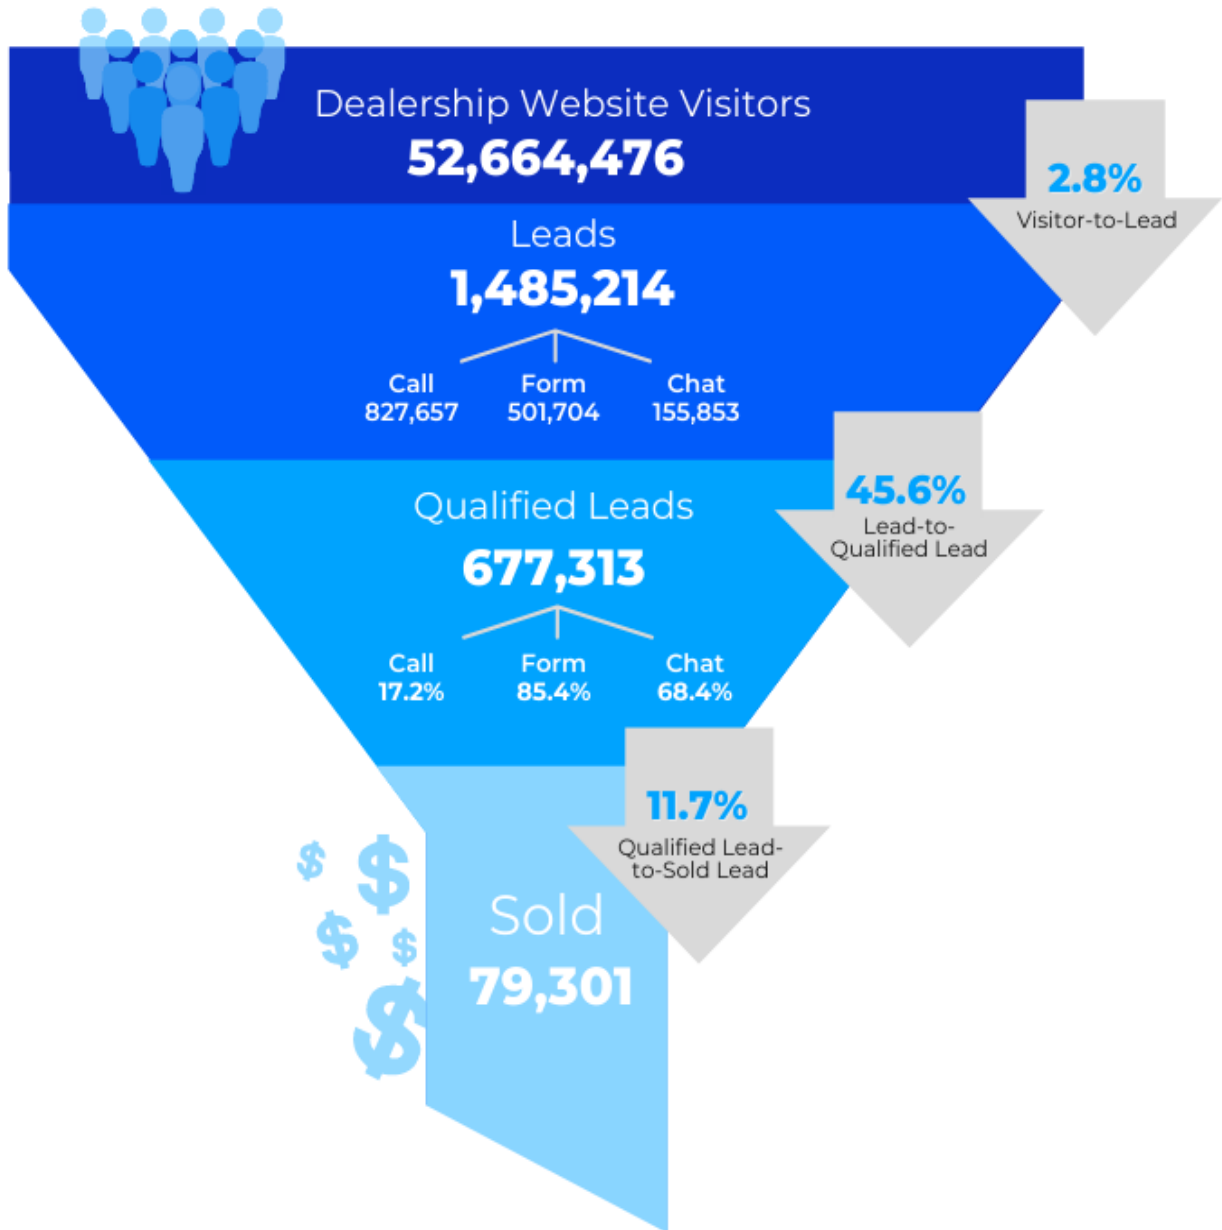 Dealership Website Visitors
52,664,476
2.8%
Visitor-to-Lead
Leads
1,485,214
Call Form Chat
827,657 501,704 155,853
45.6%
Lead-to-
Qualified Lead
Qualified Leads
677,313
Call Form Chat
17.2% 85.4% 68.4%
11.7%
Qualified Lead-
to-Sold Lead
$ $
$ $
$
Sold
79,301